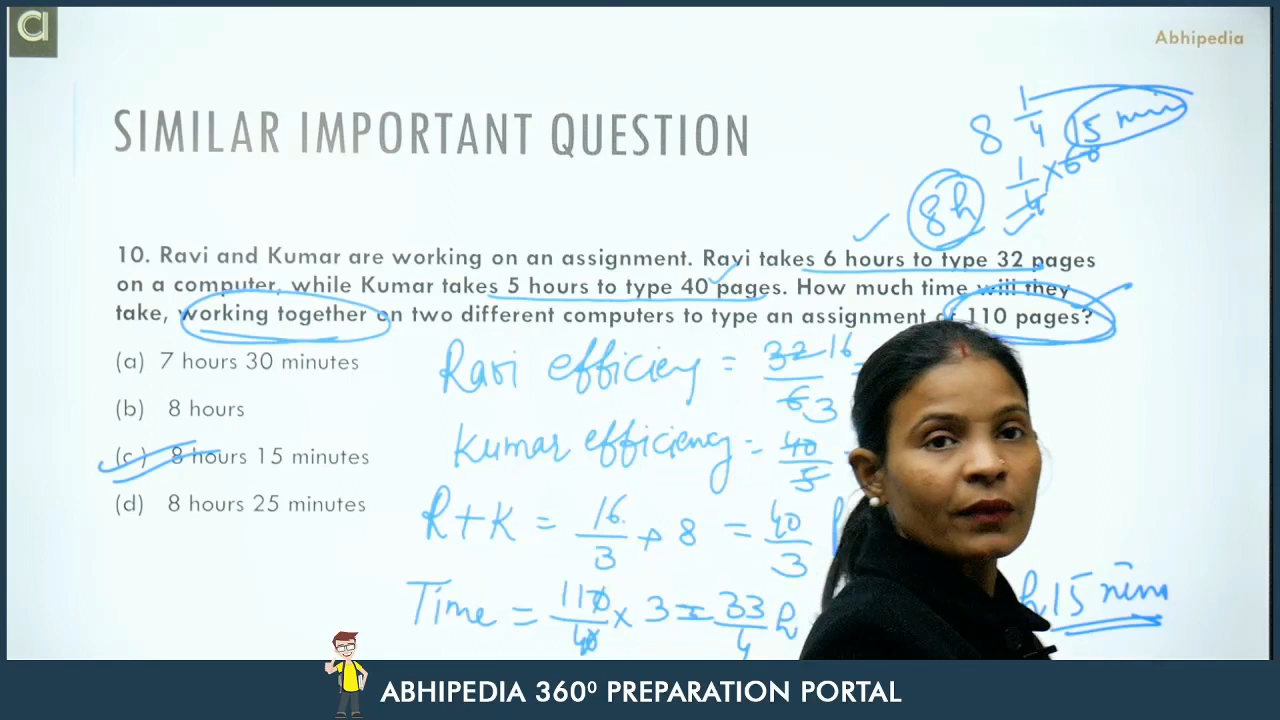 Abhipedia
SIMILAR IMPORTANT QUESTION
8 1/4 15 min
1/4 × 60
8h
10. Ravi and Kumar are working on an assignment. Ravi takes 6 hours to type 32 pages
on a computer, while Kumar takes 5 hours to type 40 pages. How much time will they
take, working together on two different computers to type an assignment of 110 pages?
(a) 7 hours 30 minutes
(b) 8 hours
(c) 8 hours 15 minutes
(d) 8 hours 25 minutes
Ravi efficieny = 32/6 16/3 =
Kumar efficiency = 40/5
R+K = 16/3 + 8 = 40/3
Time = 110/40 × 3 = 33/4 h
h 15 mins
ABHIPEDIA 360⁰ PREPARATION PORTAL